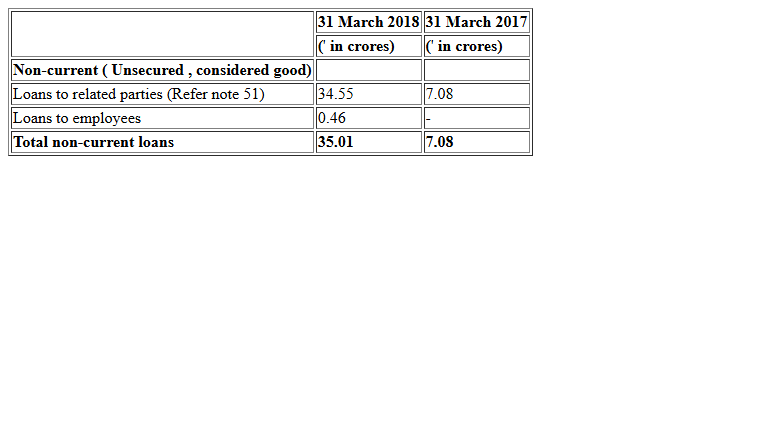 31 March 2018 31 March 2017
(' in crores) (' in crores)
Non-current ( Unsecured , considered good)
Loans to related parties (Refer note 51) 34.55 7.08
Loans to employees 0.46 -
Total non-current loans 35.01 7.08